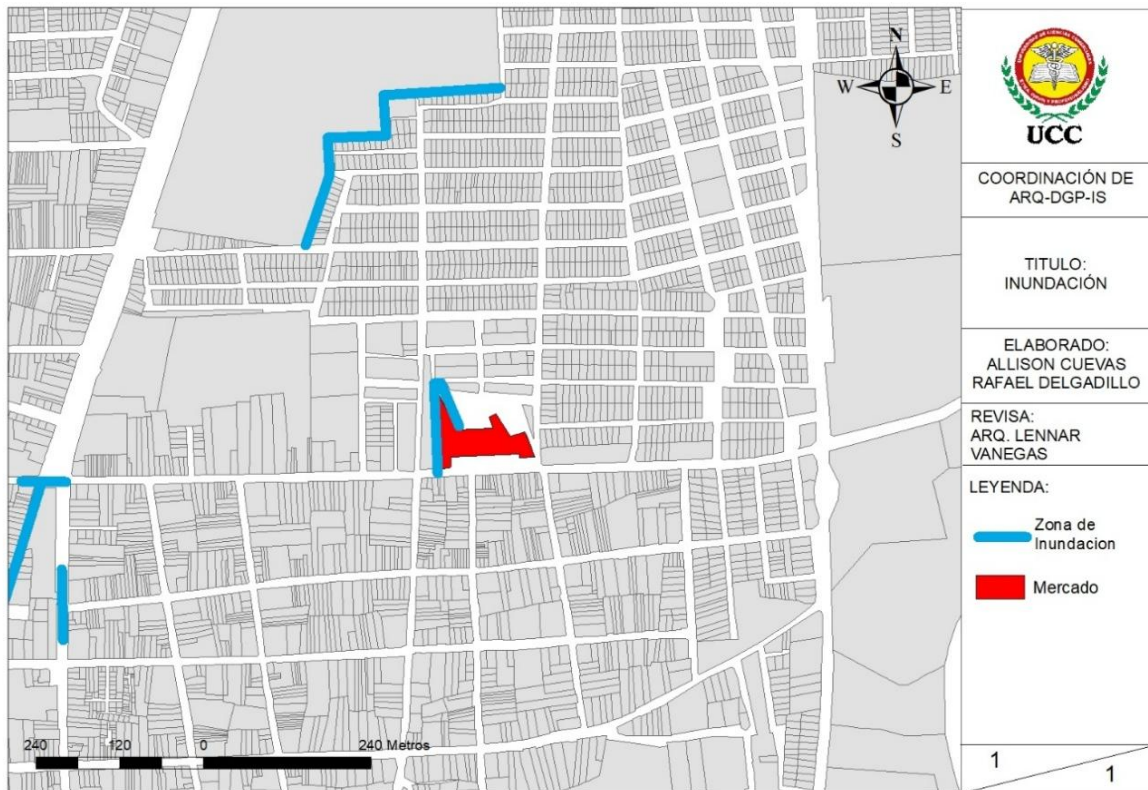 N
W
E
S
UCC
COORDINACIÓN DE
ARQ-DGP-IS
TITULO:
INUNDACIÓN
ELABORADO:
ALLISON CUEVAS
RAFAEL DELGADILLO
REVISA:
ARQ. LENNAR
VANEGAS
LEYENDA:
Zona de
Inundacion
Mercado
240 120 0 240 Metros
1
1